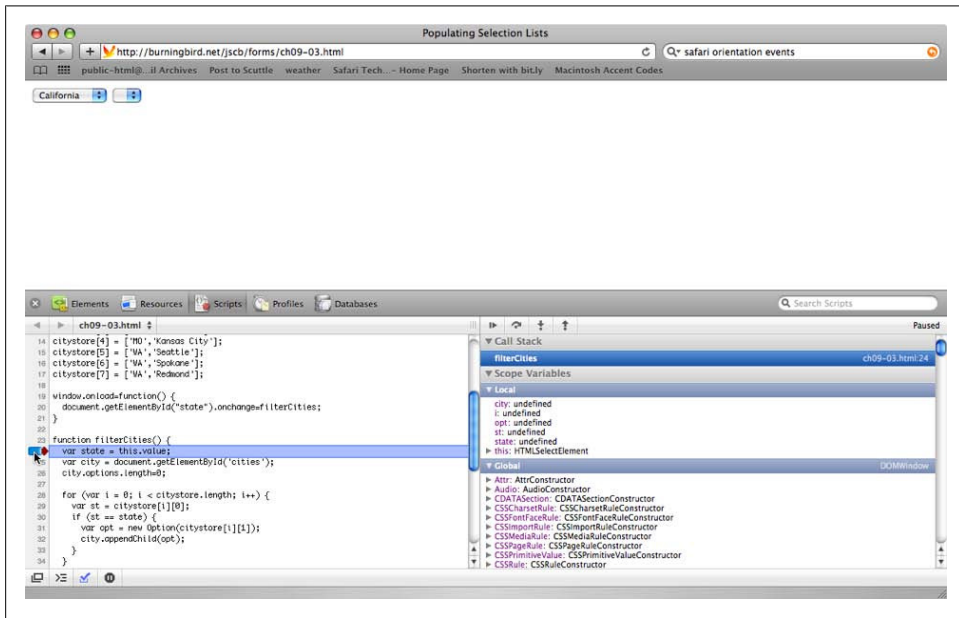 Populating Selection Lists
http://burningbird.net/jscb/forms/ch09-03.html
safari orientation events
public-html@...il Archives Post to Scuttle weather Safari Tech...– Home Page Shorten with bit.ly Macintosh Accent Codes
California
Elements Resources Scripts Profiles Databases Search Scripts
ch09-03.html
14 citystore[4] = ['MO','Kansas City'];
15 citystore[5] = ['WA','Seattle'];
16 citystore[6] = ['WA','Spokane'];
17 citystore[7] = ['WA','Redmond'];
18
19 window.onload=function() {
20 document.getElementById("state").onchange=filterCities;
21 }
22
23 function filterCities() {
var state = this.value;
var city = document.getElementById('cities');
26 city.options.length=0;
27
28 for (var i = 0; i < citystore.length; i++) {
29 var st = citystore[i][0];
30 if (st == state) {
31 var opt = new Option(citystore[i][1]);
32 city.appendChild(opt);
33 }
34 }
Paused
Call Stack
filterCities ch09-03.html:24
Scope Variables
Local
city: undefined
i: undefined
opt: undefined
st: undefined
state: undefined
this: HTMLSelectElement
Global DOMWindow
Attr: AttrConstructor
Audio: AudioConstructor
CDATASection: CDATASectionConstructor
CSSCharsetRule: CSSCharsetRuleConstructor
CSSFontFaceRule: CSSFontFaceRuleConstructor
CSSImportRule: CSSImportRuleConstructor
CSSMediaRule: CSSMediaRuleConstructor
CSSPageRule: CSSPageRuleConstructor
CSSPrimitiveValue: CSSPrimitiveValueConstructor
CSSRule: CSSRuleConstructor